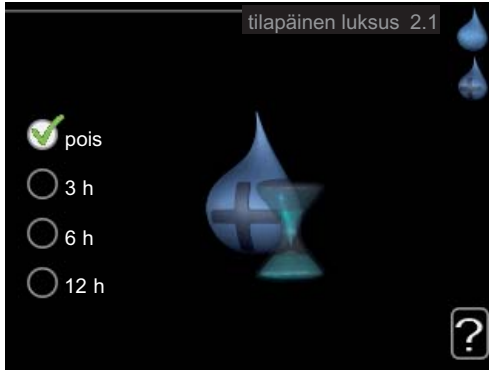 tilapäinen luksus 2.1
pois
3 h
6 h
12 h
?